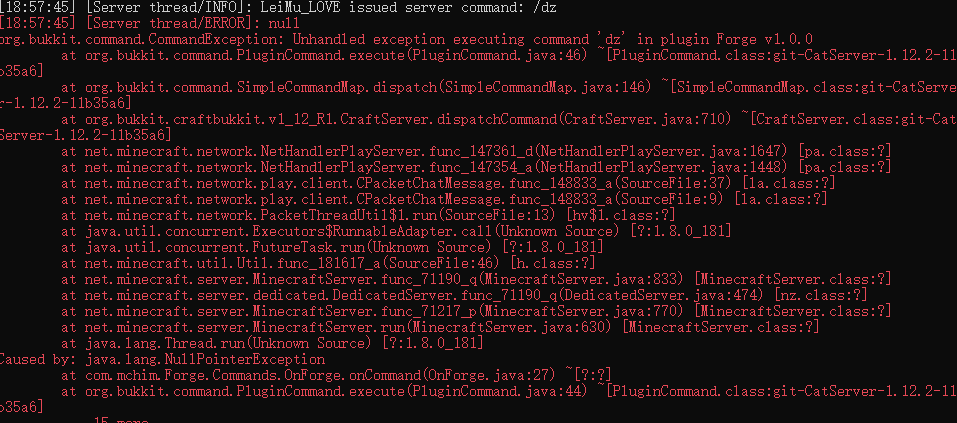 [18:57:45] [Server thread/INFO]: LeiMu_LOVE issued server command: /dz
[18:57:45] [Server thread/ERROR]: null
org.bukkit.command.CommandException: Unhandled exception executing command 'dz' in plugin Forge v1.0.0
at org.bukkit.command.PluginCommand.execute(PluginCommand.java:46) ~[PluginCommand.class:git-CatServer-1.12.2-11
b35a6]
at org.bukkit.command.SimpleCommandMap.dispatch(SimpleCommandMap.java:146) ~[SimpleCommandMap.class:git-CatServe
r-1.12.2-11b35a6]
at org.bukkit.craftbukkit.v1_12_R1.CraftServer.dispatchCommand(CraftServer.java:710) ~[CraftServer.class:git-Cat
Server-1.12.2-11b35a6]
at net.minecraft.network.NetHandlerPlayServer.func_147361_d(NetHandlerPlayServer.java:1647) [pa.class:?]
at net.minecraft.network.NetHandlerPlayServer.func_147354_a(NetHandlerPlayServer.java:1448) [pa.class:?]
at net.minecraft.network.play.client.CPacketChatMessage.func_148833_a(SourceFile:37) [la.class:?]
at net.minecraft.network.play.client.CPacketChatMessage.func_148833_a(SourceFile:9) [la.class:?]
at net.minecraft.network.PacketThreadUtil$1.run(SourceFile:13) [hv$1.class:?]
at java.util.concurrent.Executors$RunnableAdapter.call(Unknown Source) [?:1.8.0_181]
at java.util.concurrent.FutureTask.run(Unknown Source) [?:1.8.0_181]
at net.minecraft.util.Util.func_181617_a(SourceFile:46) [h.class:?]
at net.minecraft.server.MinecraftServer.func_71190_q(MinecraftServer.java:833) [MinecraftServer.class:?]
at net.minecraft.server.dedicated.DedicatedServer.func_71190_q(DedicatedServer.java:474) [nz.class:?]
at net.minecraft.server.MinecraftServer.func_71217_p(MinecraftServer.java:770) [MinecraftServer.class:?]
at net.minecraft.server.MinecraftServer.run(MinecraftServer.java:630) [MinecraftServer.class:?]
at java.lang.Thread.run(Unknown Source) [?:1.8.0_181]
Caused by: java.lang.NullPointerException
at com.mchim.Forge.Commands.OnForge.onCommand(OnForge.java:27) ~[?:?]
at org.bukkit.command.PluginCommand.execute(PluginCommand.java:44) ~[PluginCommand.class:git-CatServer-1.12.2-11
b35a6]
... 15 more